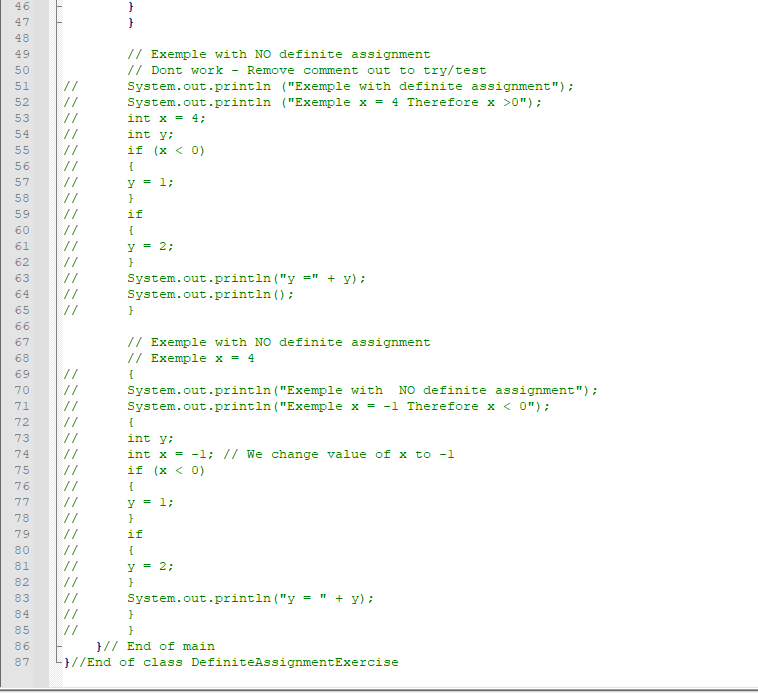 46 }
47 }
48
49 // Exemple with NO definite assignment
50 // Dont work - Remove comment out to try/test
51 // System.out.println ("Exemple with definite assignment");
52 // System.out.println ("Exemple x = 4 Therefore x >0");
53 // int x = 4;
54 // int y;
55 // if (x < 0)
56 // {
57 // y = 1;
58 // }
59 // if
60 // {
61 // y = 2;
62 // }
63 // System.out.println("y =" + y);
64 // System.out.println();
65 // }
66
67 // Exemple with NO definite assignment
68 // Exemple x = 4
69 // {
70 // System.out.println("Exemple with  NO definite assignment");
71 // System.out.println("Exemple x = -1 Therefore x < 0");
72 // {
73 // int y;
74 // int x = -1; // We change value of x to -1
75 // if (x < 0)
76 // {
77 // y = 1;
78 // }
79 // if
80 // {
81 // y = 2;
82 // }
83 // System.out.println("y = " + y);
84 // }
85 // }
86 }// End of main
87 }//End of class DefiniteAssignmentExercise